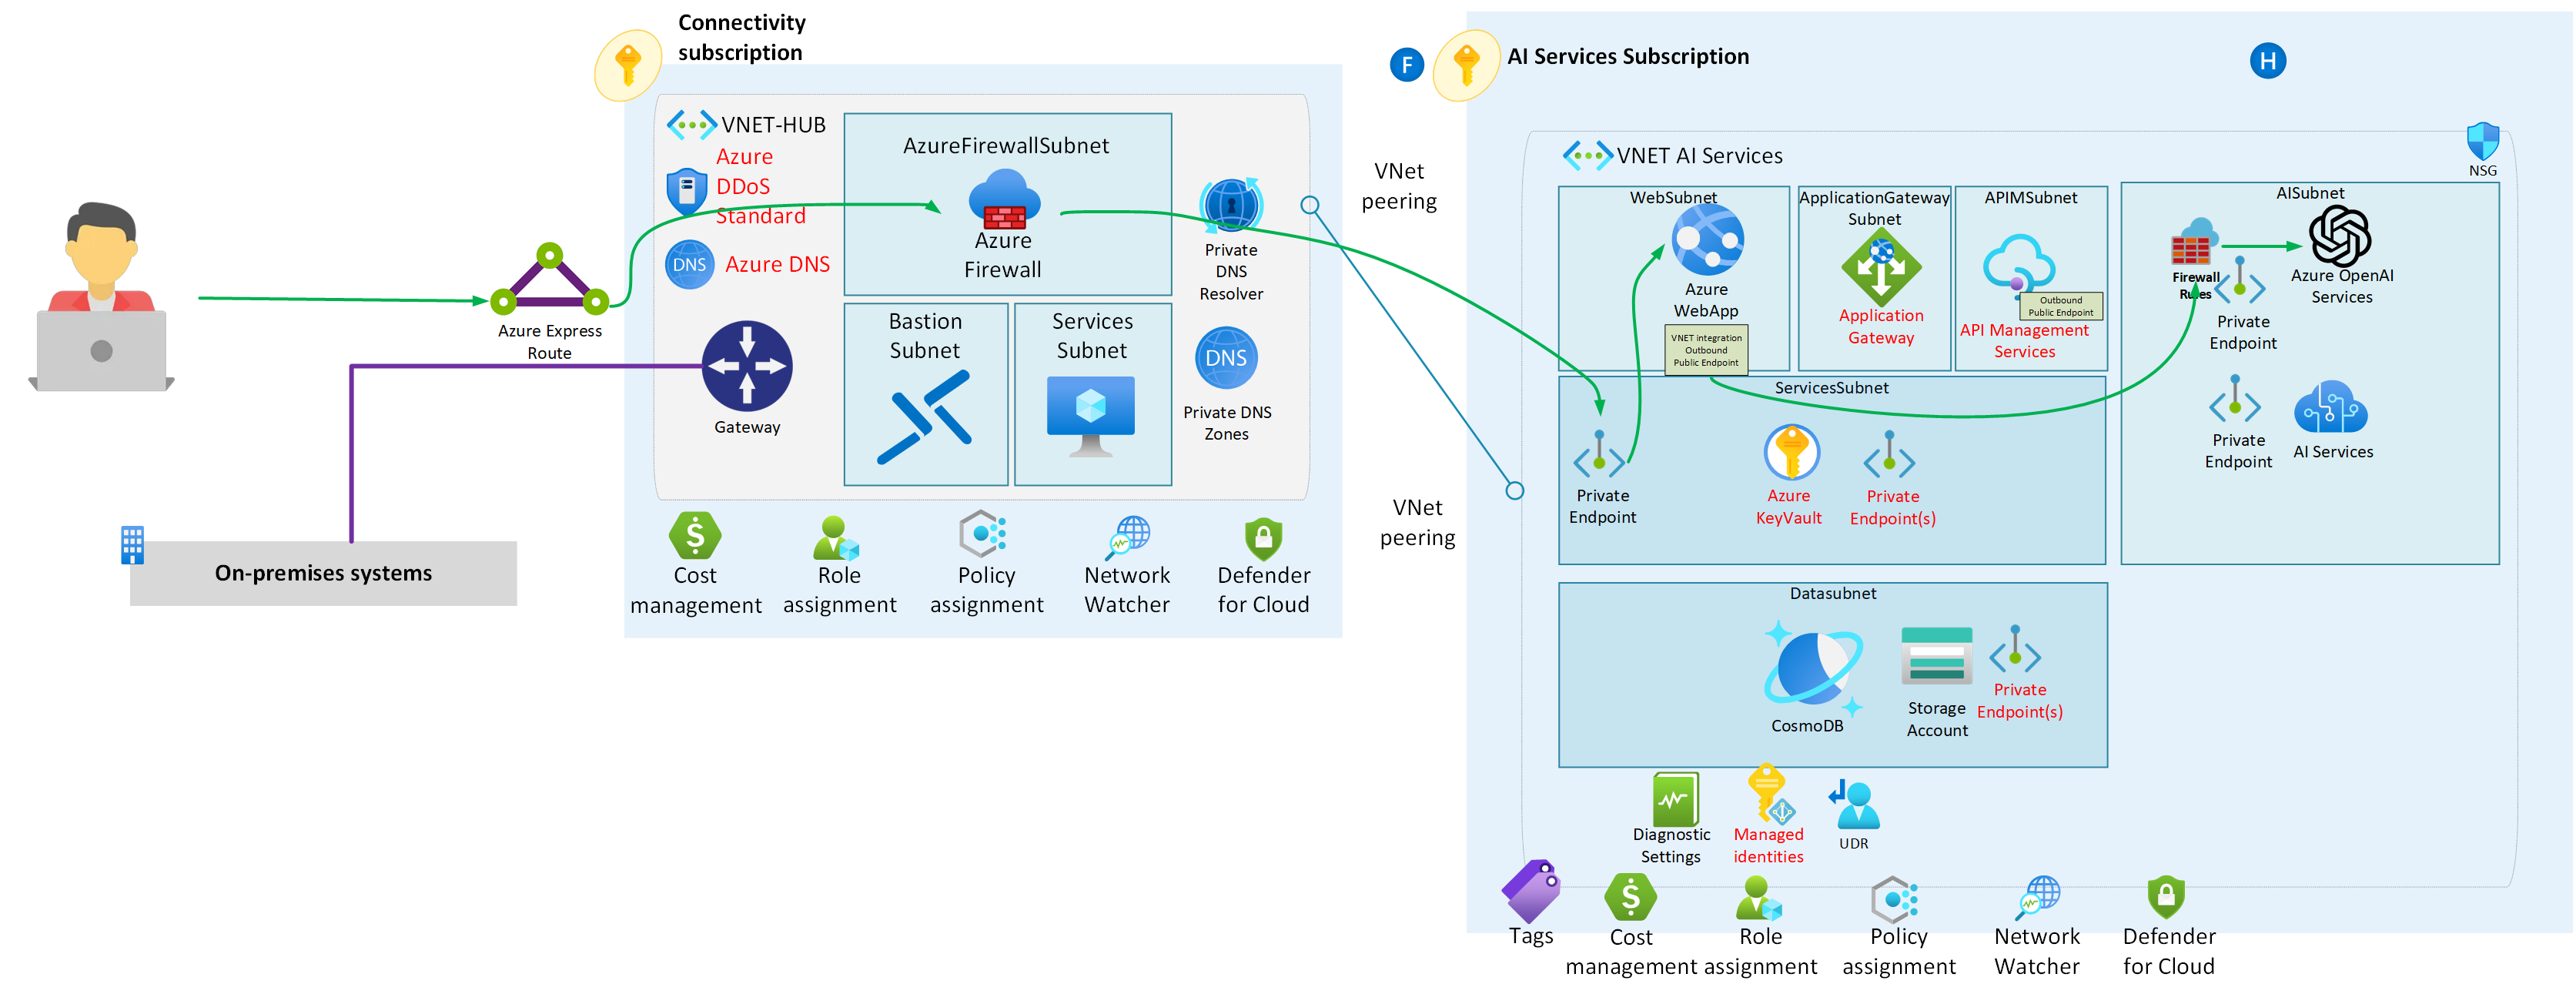 Connectivity
subscription
VNET-HUB
Azure
DDoS
Standard
DNS
Azure DNS
AzureFirewallSubnet
Azure
Firewall
Private
DNS
Resolver
Azure Express
Route
Gateway
Bastion
Subnet
Services
Subnet
DNS
Private DNS
Zones
On-premises systems
$
Cost
management
Role
assignment
Policy
assignment
Network
Watcher
Defender
for Cloud
VNet
peering
VNet
peering
F
AI Services Subscription
H
VNET AI Services
NSG
WebSubnet
Azure
WebApp
VNET integration
Outbound
Public Endpoint
ApplicationGateway
Subnet
Application
Gateway
APIMSubnet
Outbound
Public Endpoint
API Management
Services
AISubnet
Firewall
Rules
Azure OpenAI
Services
Private
Endpoint
Private
Endpoint
AI Services
ServicesSubnet
Private
Endpoint
Azure
KeyVault
Private
Endpoint(s)
Datasubnet
CosmoDB
Storage
Account
Private
Endpoint(s)
Diagnostic
Settings
Managed
identities
UDR
Tags
$
Cost
management
Role
assignment
Policy
assignment
Network
Watcher
Defender
for Cloud